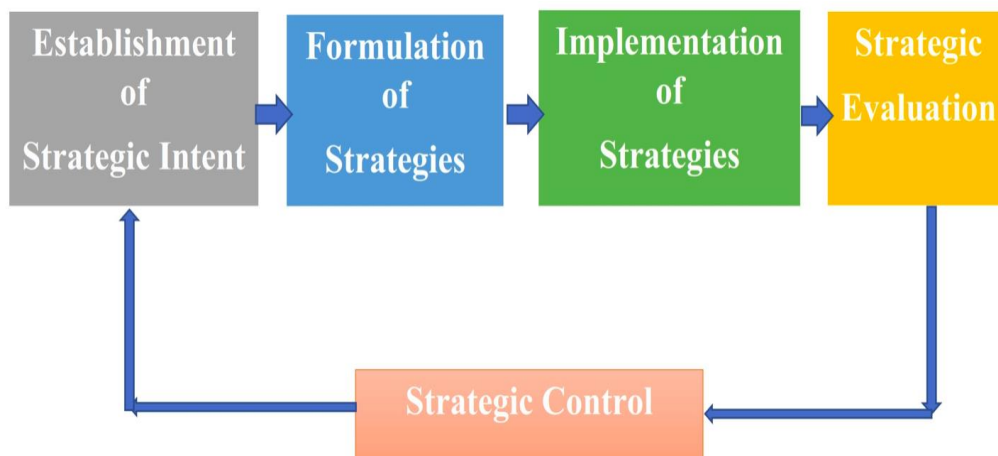 Establishment
of
Strategic Intent
Formulation
of
Strategies
Implementation
of
Strategies
Strategic
Evaluation
Strategic Control